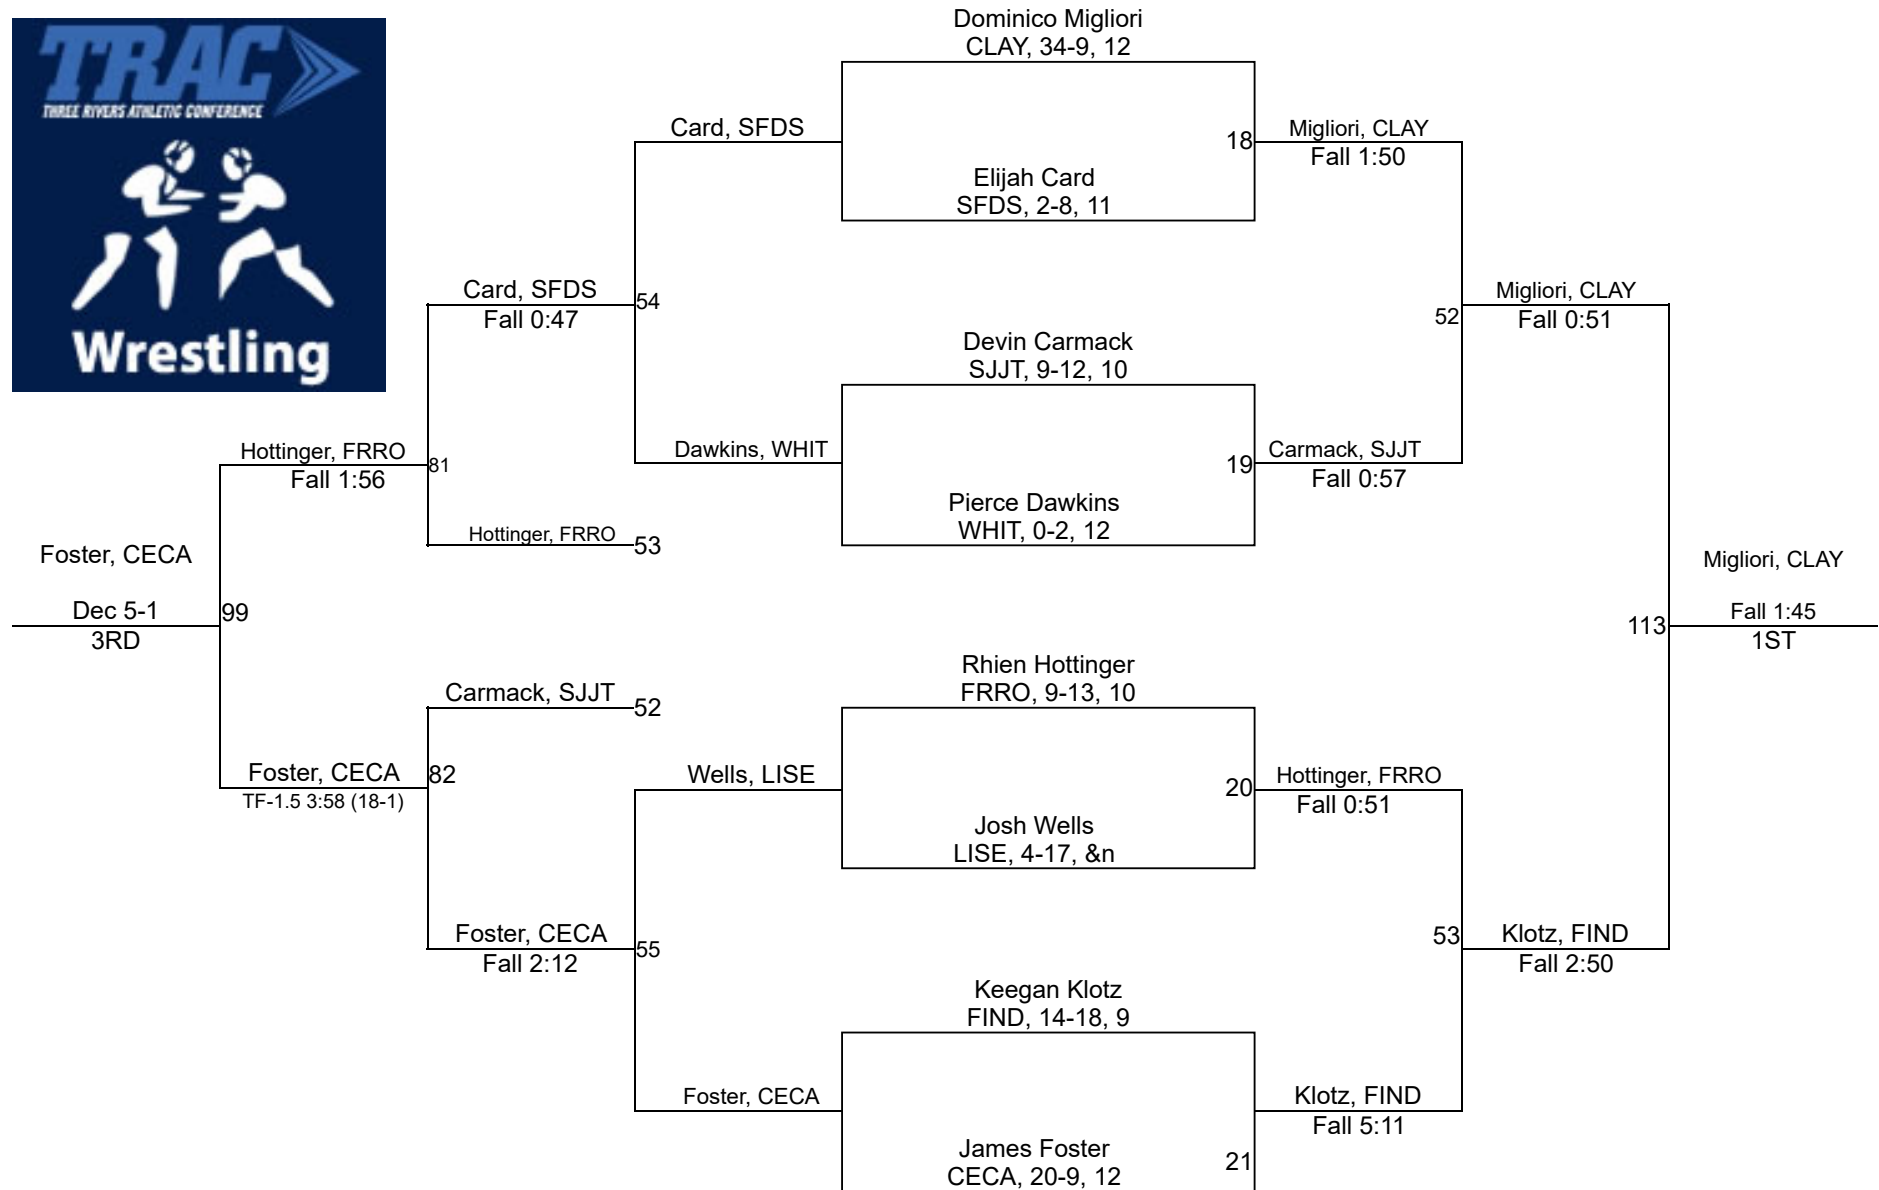 TRAC
THREE RIVERS ATHLETIC CONFERENCE
Wrestling
Dominico Migliori
CLAY, 34-9, 12
Card, SFDS
18
Migliori, CLAY
Fall 1:50
Elijah Card
SFDS, 2-8, 11
Card, SFDS
Fall 0:47
54
Migliori, CLAY
Fall 0:51
52
Devin Carmack
SJJT, 9-12, 10
Hottinger, FRRO
Fall 1:56
81
Dawkins, WHIT
19
Carmack, SJJT
Fall 0:57
Pierce Dawkins
WHIT, 0-2, 12
Hottinger, FRRO
53
Foster, CECA
Dec 5-1
3RD
99
Migliori, CLAY
Fall 1:45
1ST
113
Rhien Hottinger
FRRO, 9-13, 10
Carmack, SJJT
52
Foster, CECA
TF-1.5 3:58 (18-1)
82
Wells, LISE
20
Hottinger, FRRO
Fall 0:51
Josh Wells
LISE, 4-17, &n
Foster, CECA
Fall 2:12
55
53
Klotz, FIND
Fall 2:50
Keegan Klotz
FIND, 14-18, 9
Foster, CECA
Klotz, FIND
Fall 5:11
James Foster
CECA, 20-9, 12
21